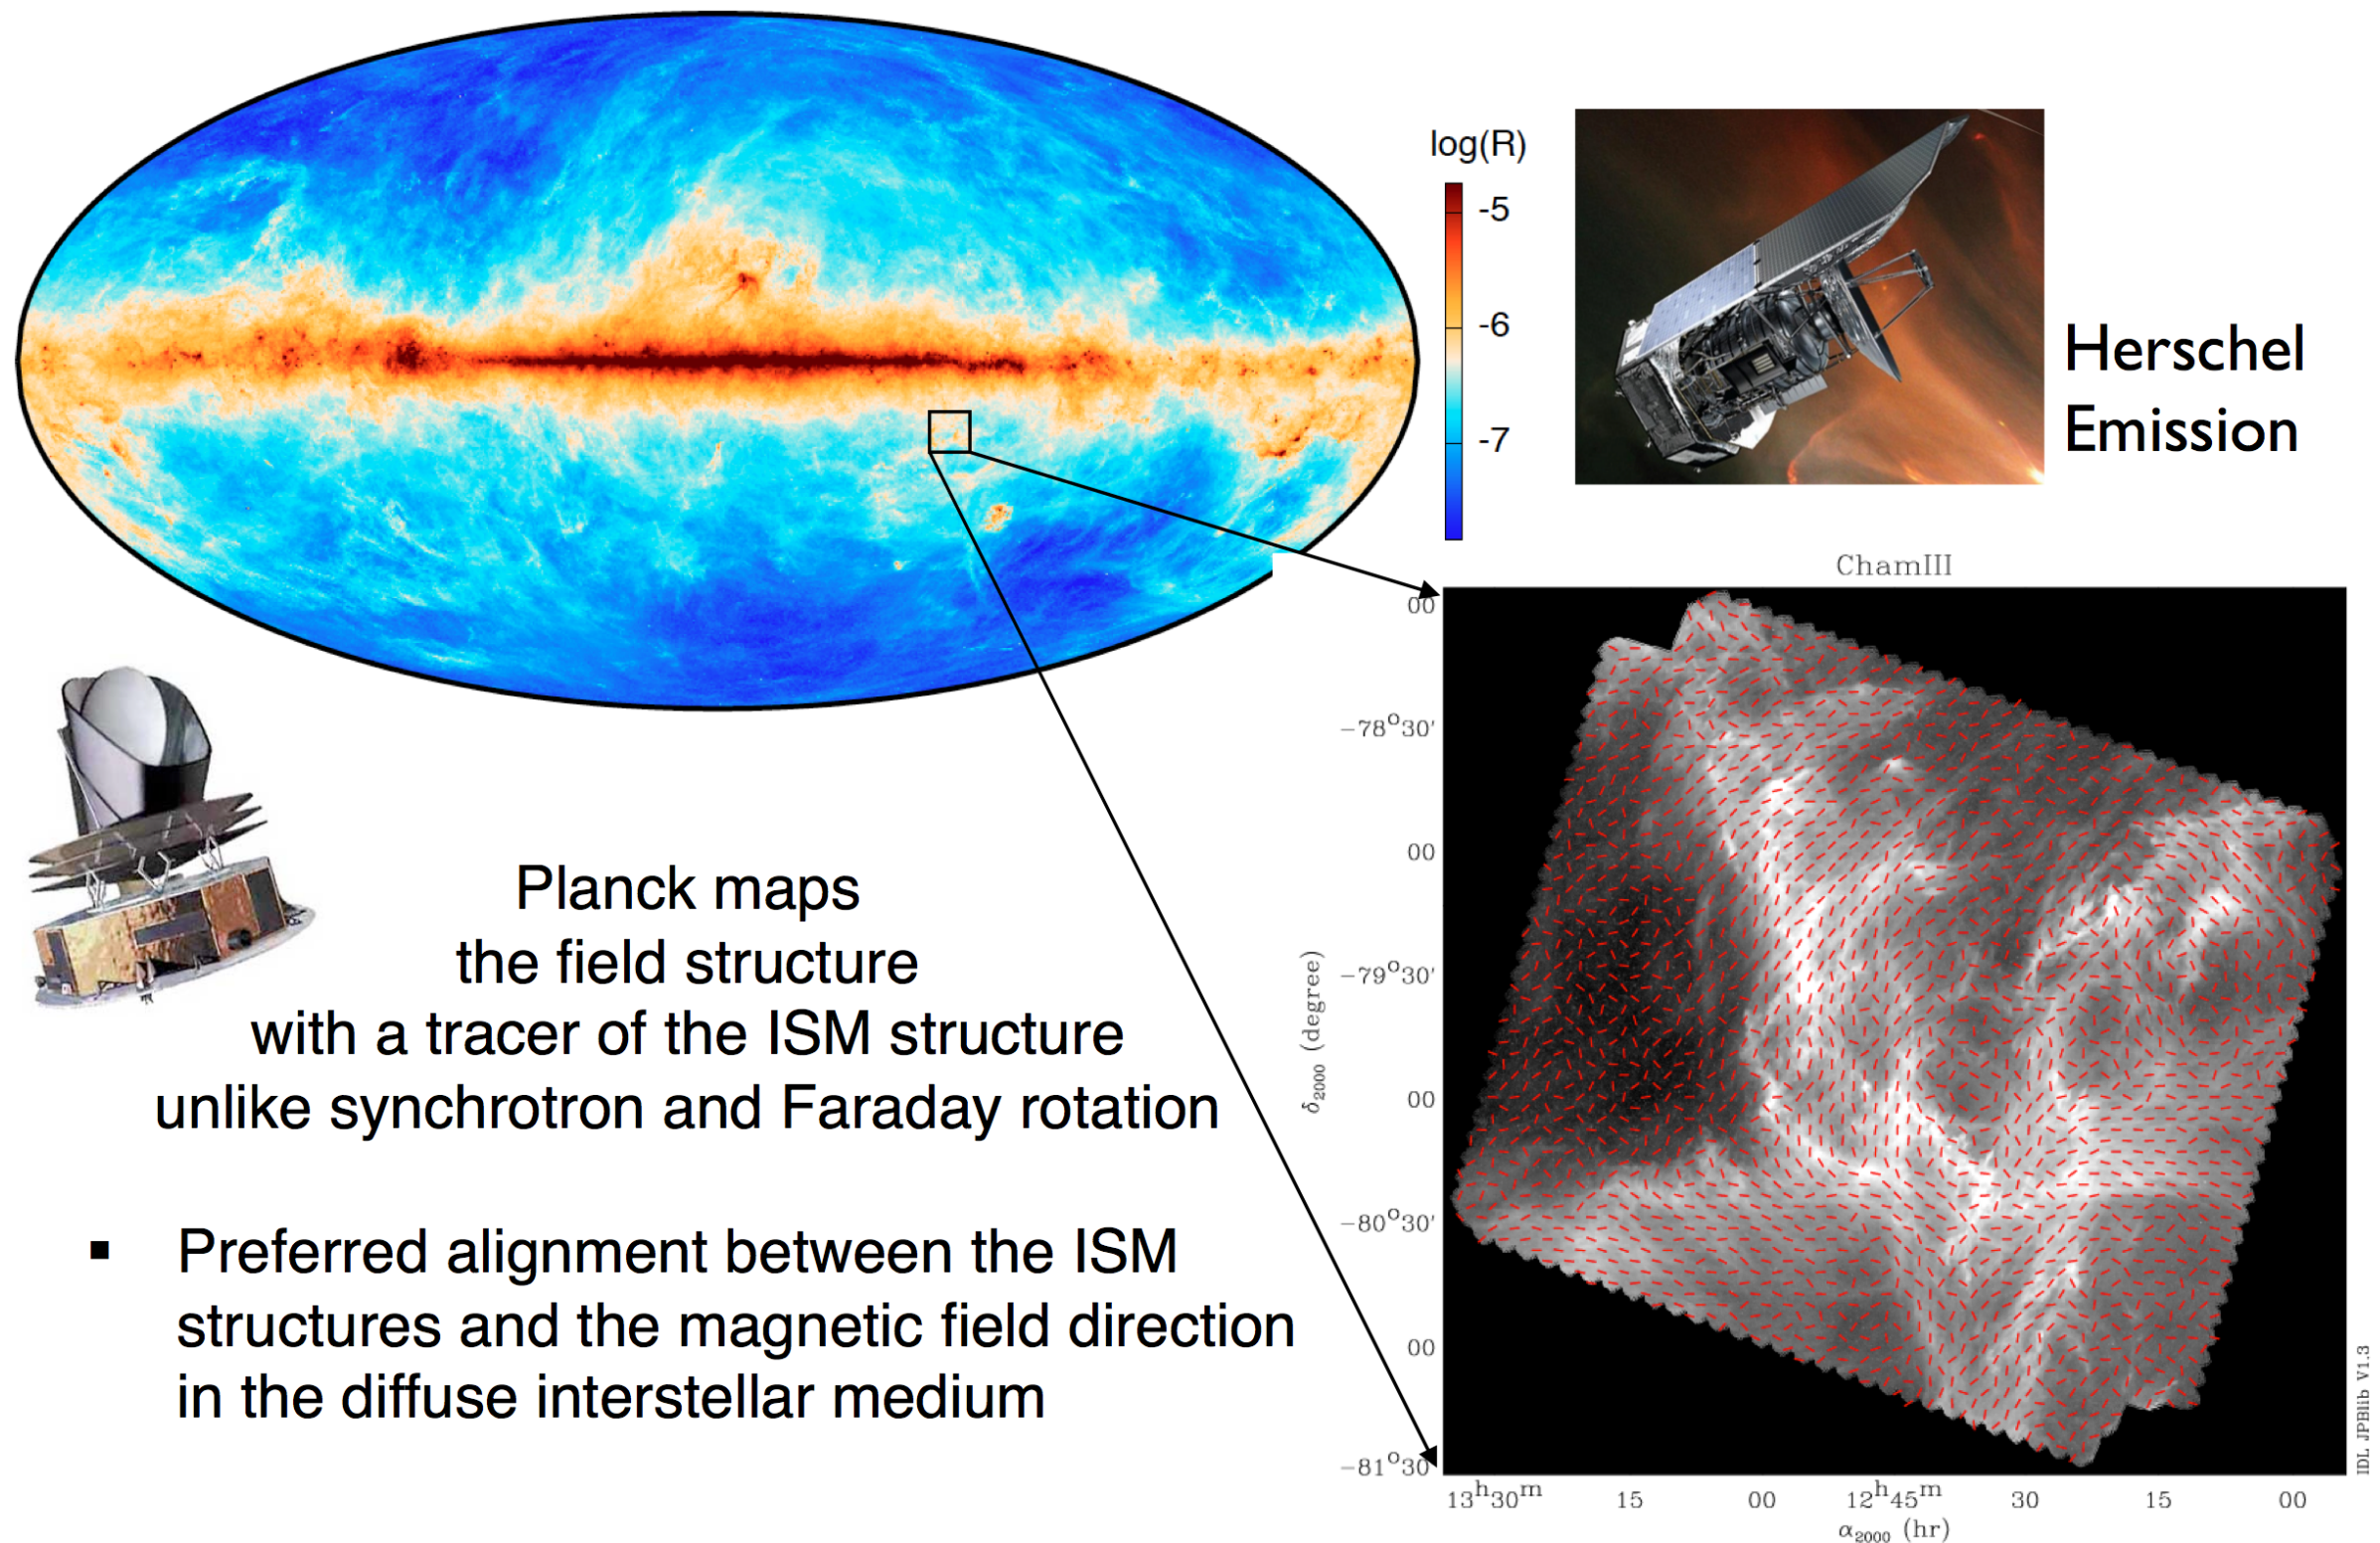 log(R)
-5
-6
-7
Herschel
Emission
ChamIII
00
−78°30'
00
δ2000 (degree)
−79°30'
00
−80°30'
00
−81°30
13h30m 15 00 12h45m 30 15 00
α2000 (hr)
IDL JPBlib V1.3
Planck maps
the field structure
with a tracer of the ISM structure
unlike synchrotron and Faraday rotation
▪ Preferred alignment between the ISM
structures and the magnetic field direction
in the diffuse interstellar medium